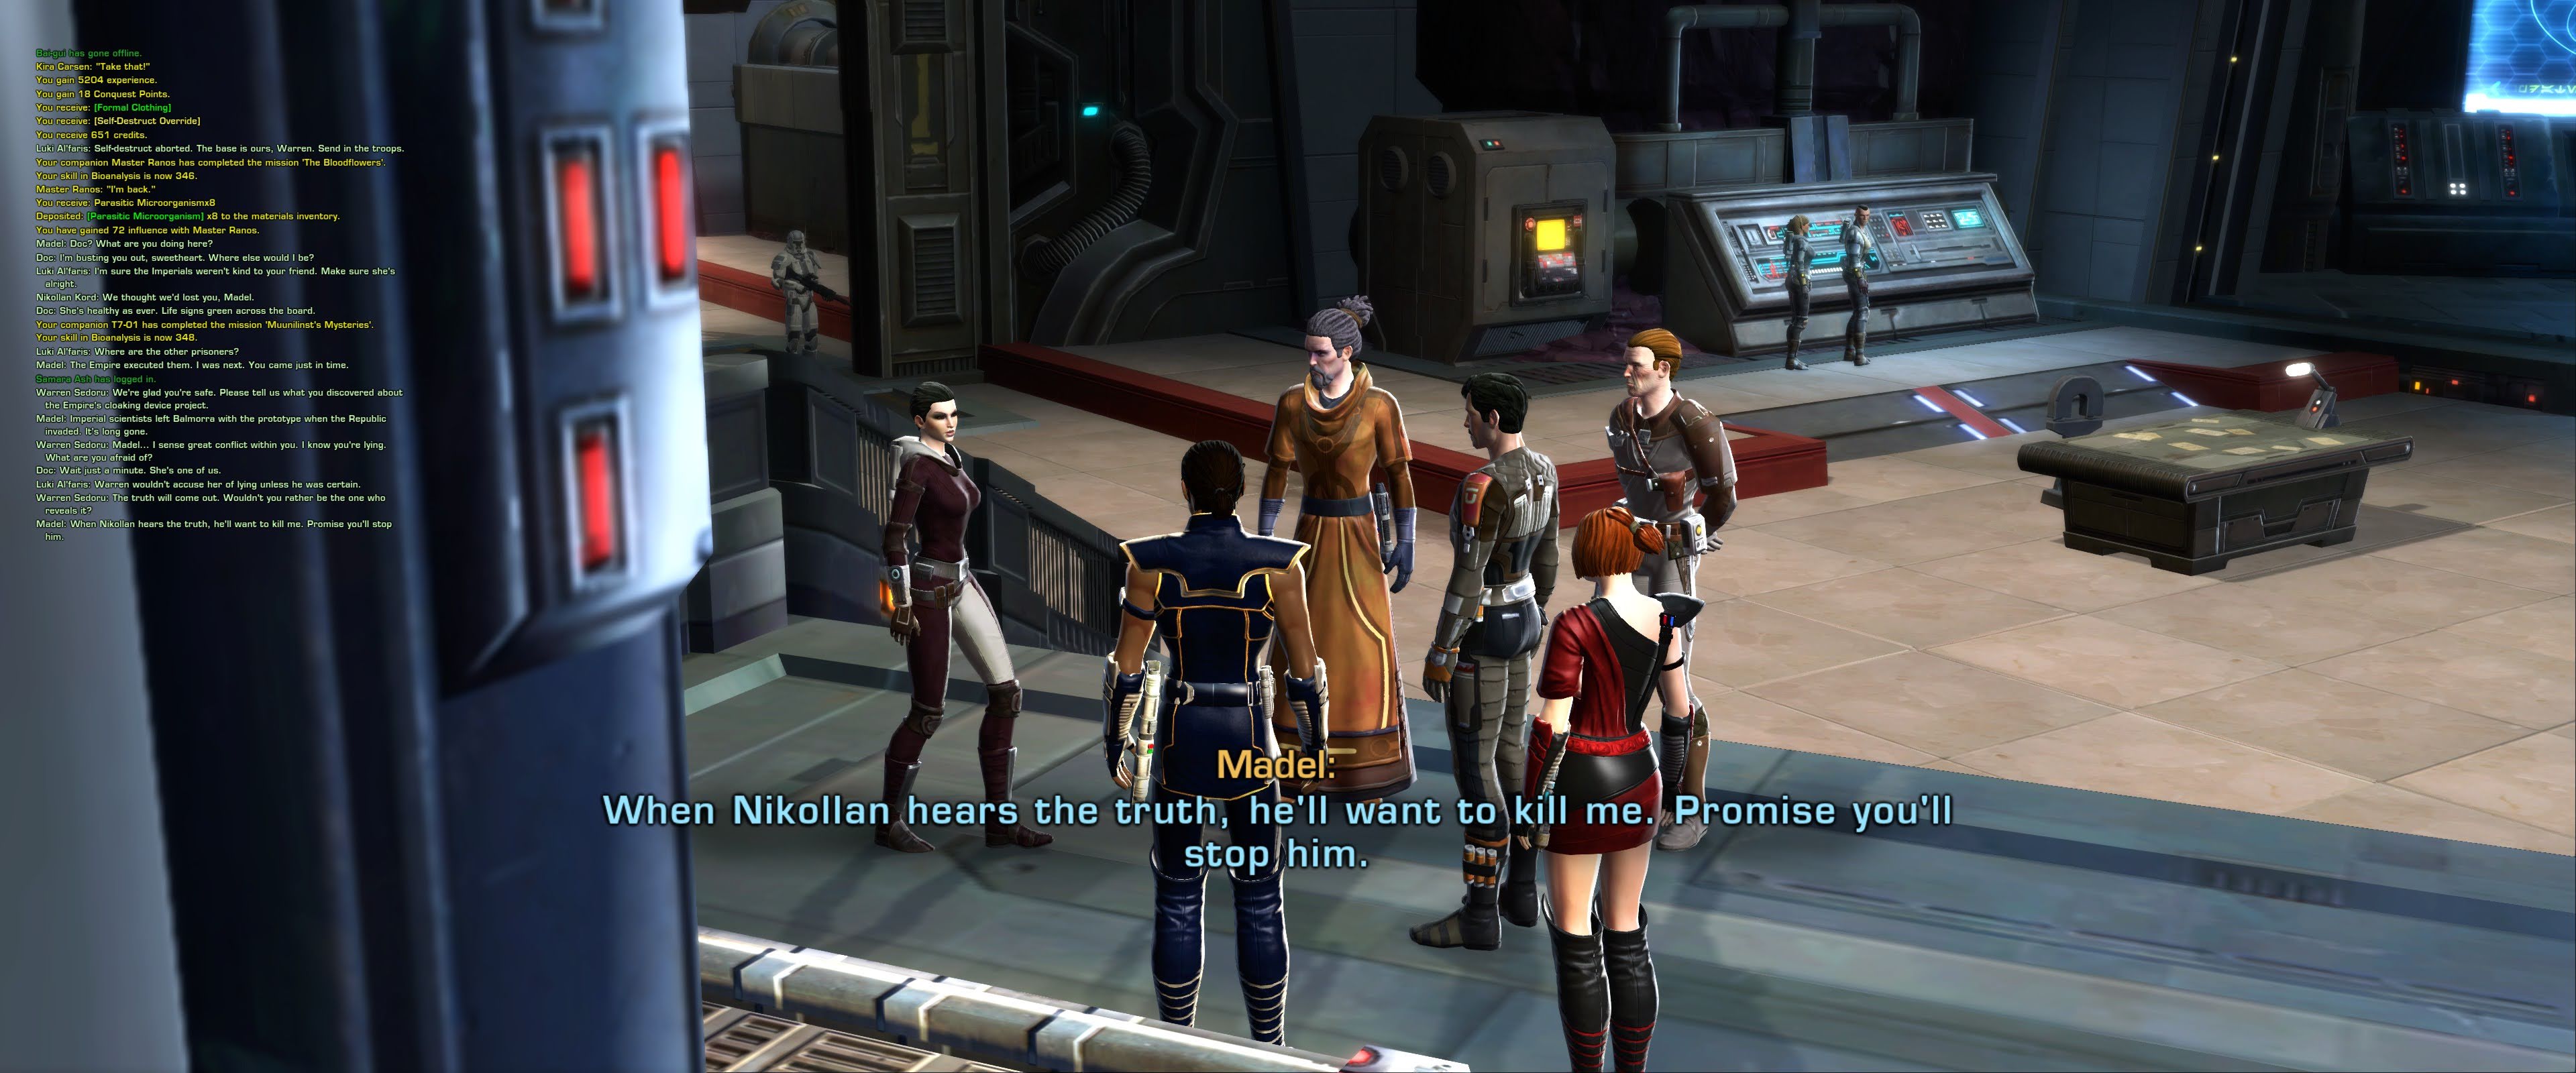 Bai-gui has gone offline.
Kira Carsen: "Take that!"
You gain 5204 experience.
You gain 18 Conquest Points.
You receive: [Formal Clothing]
You receive: [Self-Destruct Override]
You receive 651 credits.
Luki Al'faris: Self-destruct aborted. The base is ours, Warren. Send in the troops.
Your companion Master Ranos has completed the mission 'The Bloodflowers'.
Your skill in Bioanalysis is now 346.
Master Ranos: "I'm back."
You receive: Parasitic Microorganismx8
Deposited: [Parasitic Microorganism] x8 to the materials inventory.
You have gained 72 influence with Master Ranos.
Madel: Doc? What are you doing here?
Doc: I'm busting you out, sweetheart. Where else would I be?
Luki Al'faris: I'm sure the Imperials weren't kind to your friend. Make sure she's
alright.
Nikollan Kord: We thought we'd lost you, Madel.
Doc: She's healthy as ever. Life signs green across the board.
Your companion T7-01 has completed the mission 'Muunilinst's Mysteries'.
Your skill in Bioanalysis is now 348.
Luki Al'faris: Where are the other prisoners?
Madel: The Empire executed them. I was next. You came just in time.
Samara Ash has logged in.
Warren Sedoru: We're glad you're safe. Please tell us what you discovered about
the Empire's cloaking device project.
Madel: Imperial scientists left Balmorra with the prototype when the Republic
invaded. It's long gone.
Warren Sedoru: Madel... I sense great conflict within you. I know you're lying.
What are you afraid of?
Doc: Wait just a minute. She's one of us.
Luki Al'faris: Warren wouldn't accuse her of lying unless he was certain.
Warren Sedoru: The truth will come out. Wouldn't you rather be the one who
reveals it?
Madel: When Nikollan hears the truth, he'll want to kill me. Promise you'll stop
him.
Madel:
When Nikollan hears the truth, he'll want to kill me. Promise you'll
stop him.